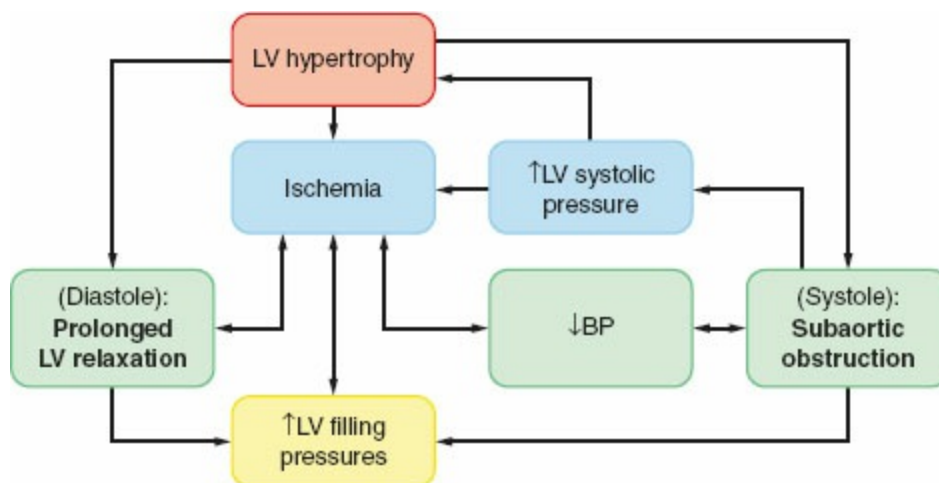 LV hypertrophy
Ischemia
↑LV systolic
pressure
(Diastole):
Prolonged
LV relaxation
↓BP
(Systole):
Subaortic
obstruction
↑LV filling
pressures